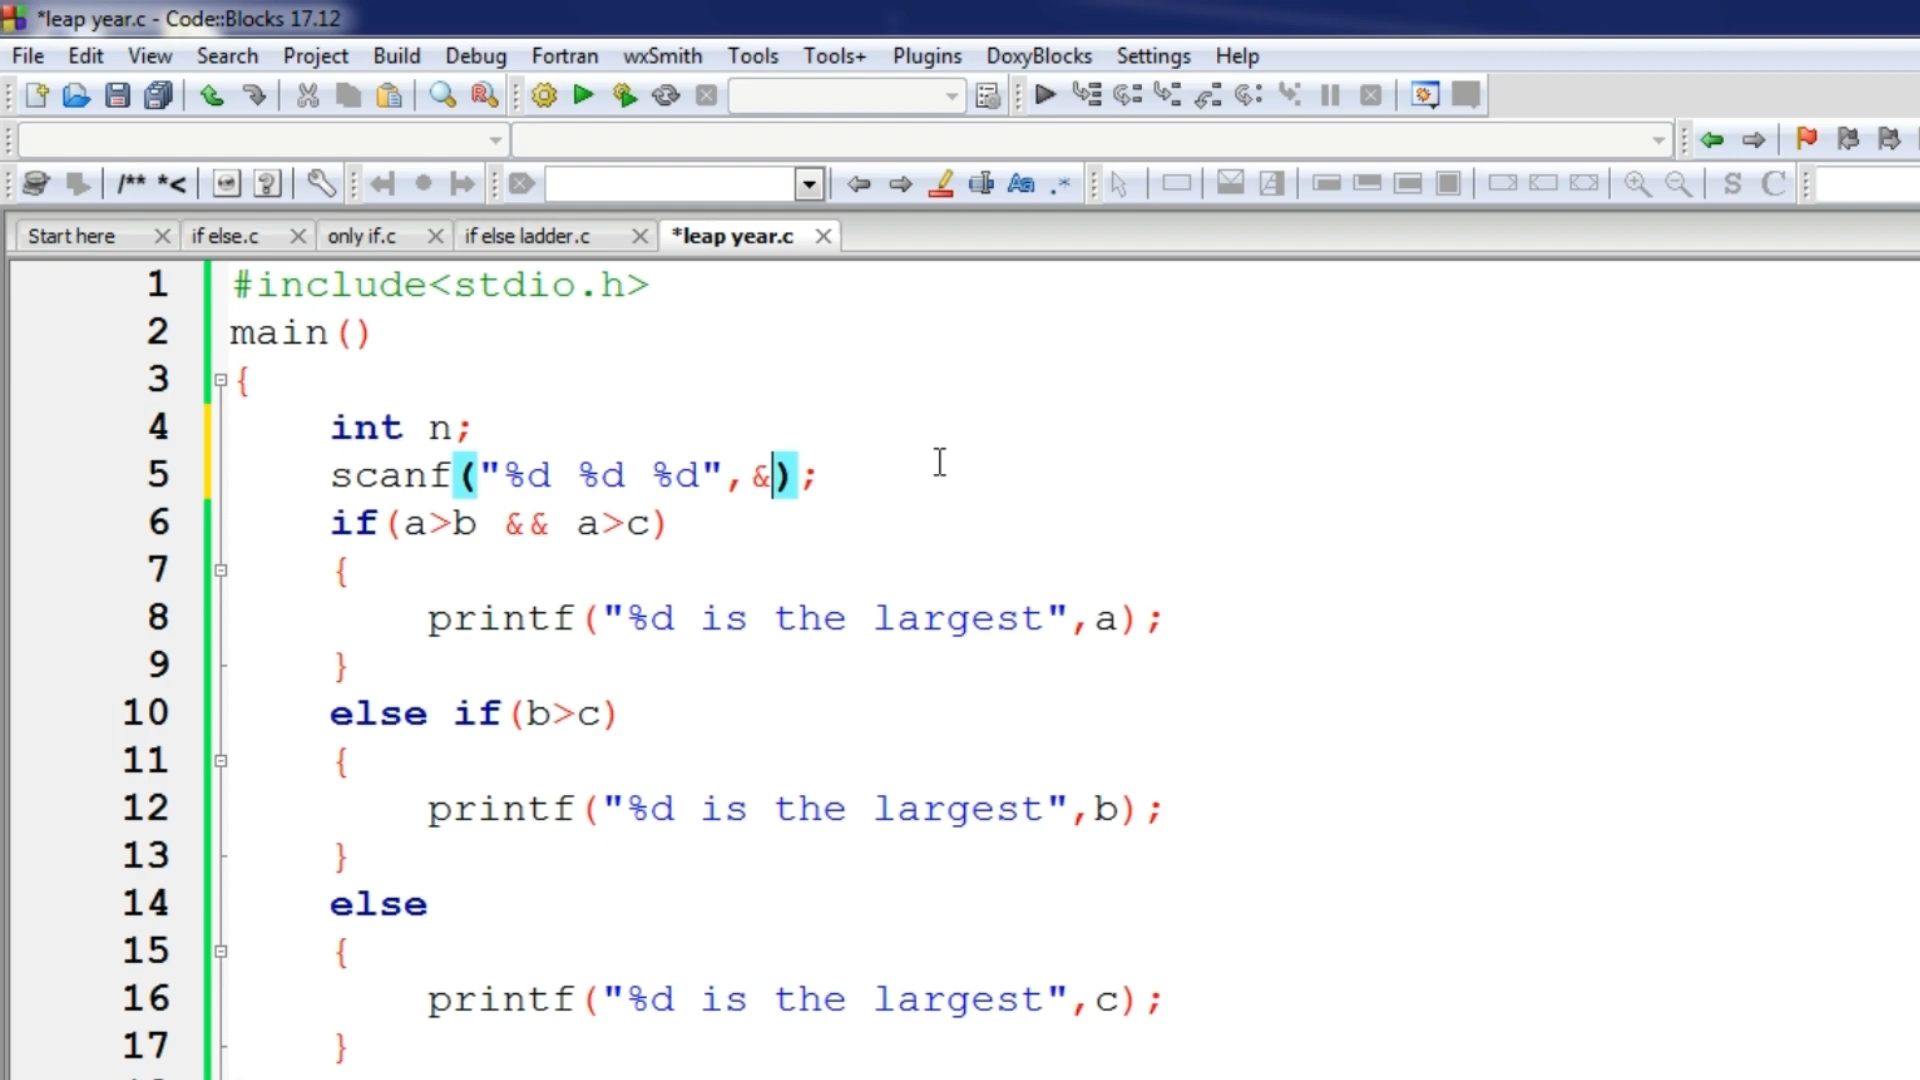 *leap year.c - Code::Blocks 17.12
File Edit View Search Project Build Debug Fortran wxSmith Tools Tools+ Plugins DoxyBlocks Settings Help
/** *<
Aa .* S C
Start here if else.c only if.c if else ladder.c *leap year.c
1 #include<stdio.h>
2 main()
3 {
4 int n;
5 scanf("%d %d %d",&);
6 if(a>b && a>c)
7 {
8 printf("%d is the largest",a);
9 }
10 else if(b>c)
11 {
12 printf("%d is the largest",b);
13 }
14 else
15 {
16 printf("%d is the largest",c);
17 }